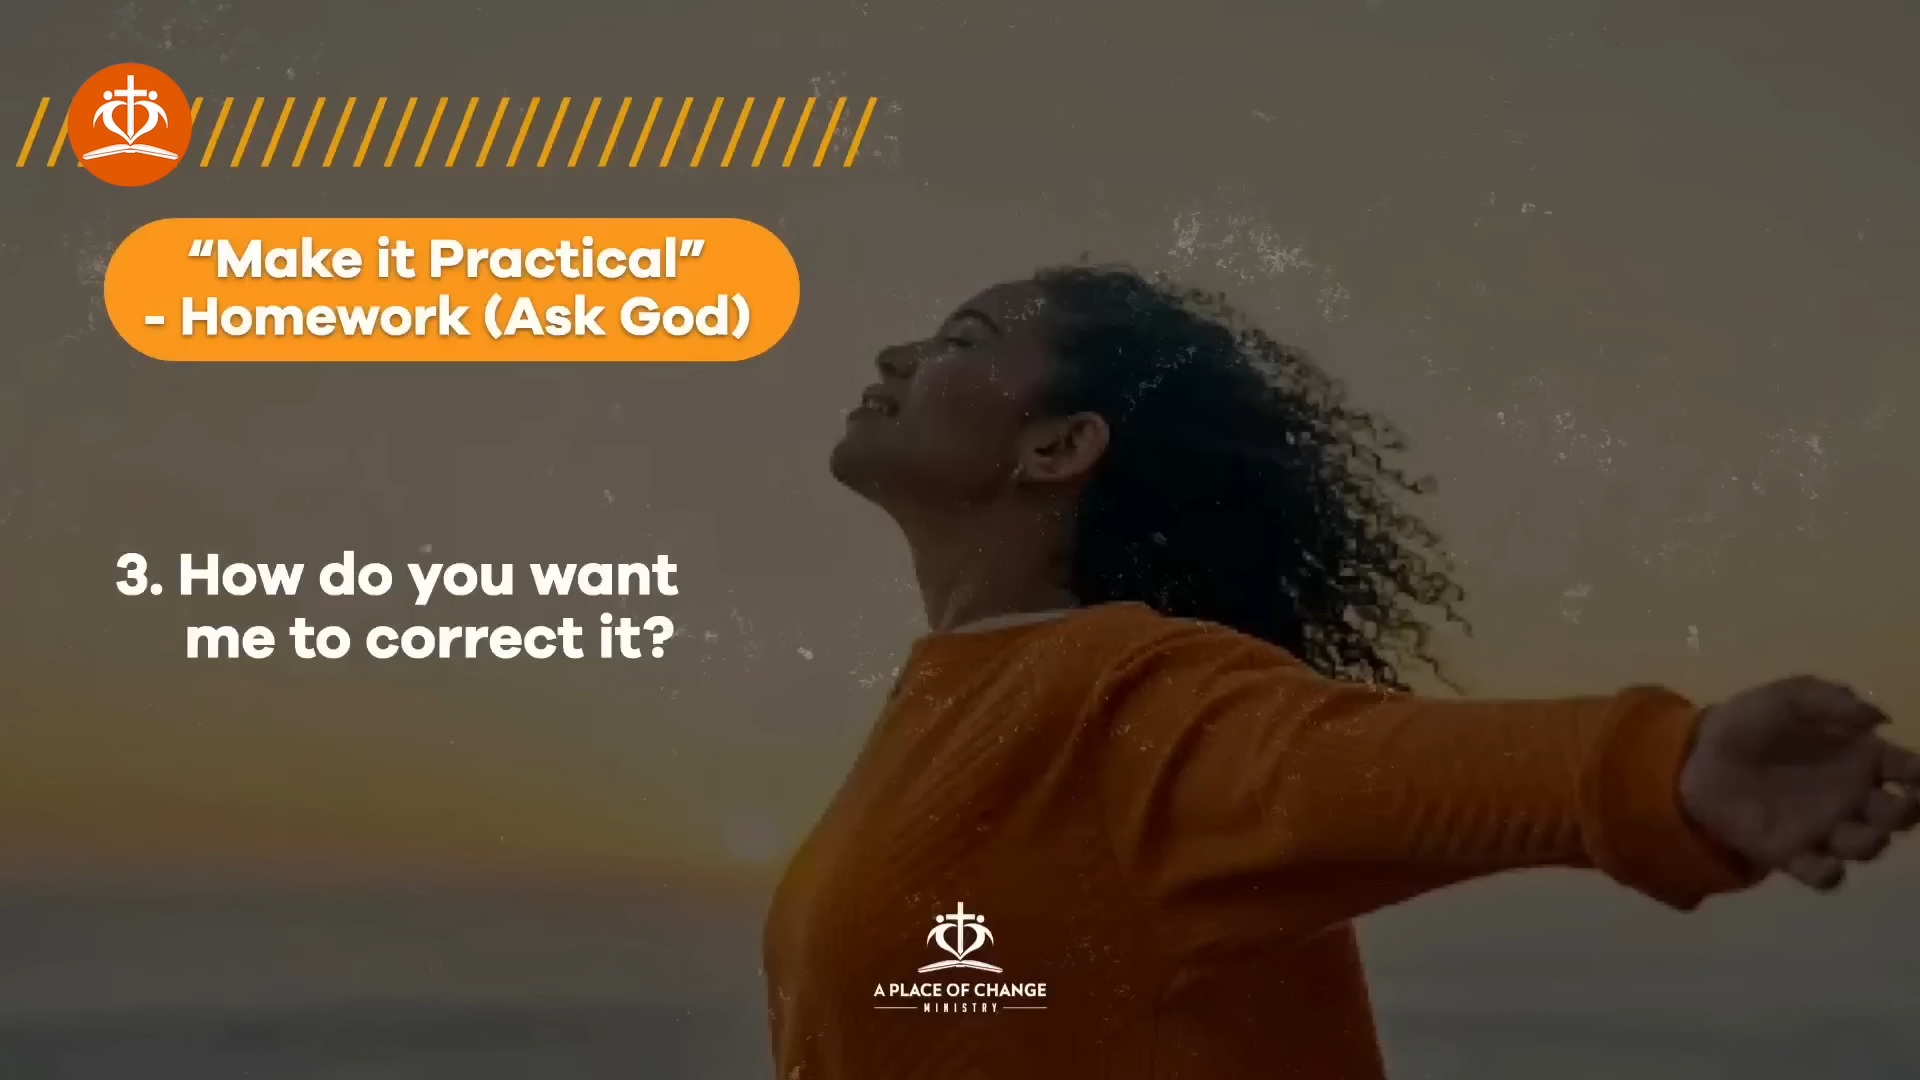 “Make it Practical”
- Homework (Ask God)
3. How do you want
me to correct it?
A PLACE OF CHANGE
MINISTRY